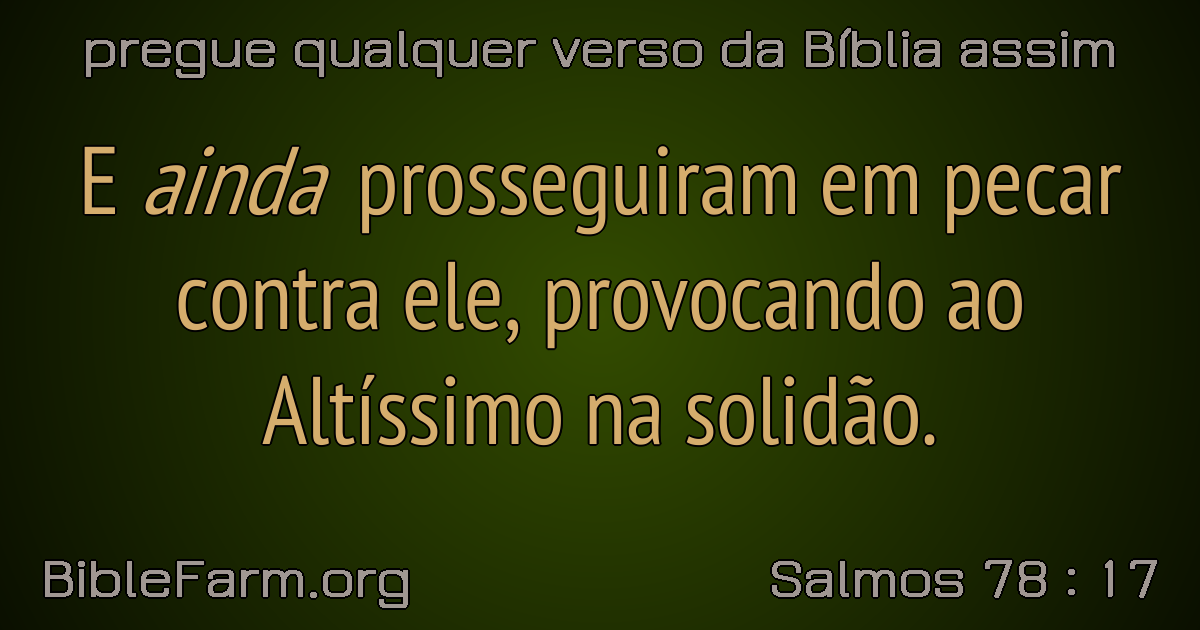 pregue qualquer verso da Bíblia assim
E ainda prosseguiram em pecar
contra ele, provocando ao
Altíssimo na solidão.
BibleFarm.org
Salmos 78 : 17